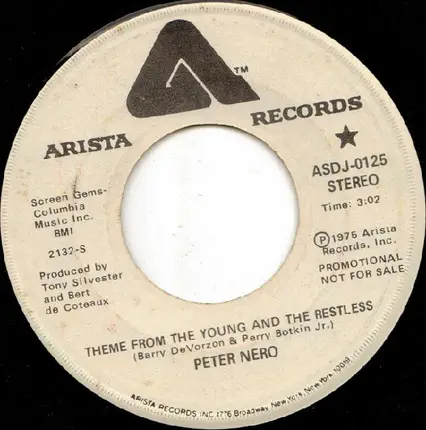 TM
ARISTA RECORDS
Screen Gems-
Columbia
Music Inc.
BMI
2132-S
Produced by
Tony Silvester
and Bert
de Coteaux
ASDJ-0125
STEREO
Time: 3:02
Ⓟ1975 Arista
Records, Inc.
PROMOTIONAL
NOT FOR SALE
THEME FROM THE YOUNG AND THE RESTLESS
(Barry DeVorzon & Perry Botkin Jr.)
PETER NERO
ARISTA RECORDS INC. 1776 Broadway, New York, New York 10019